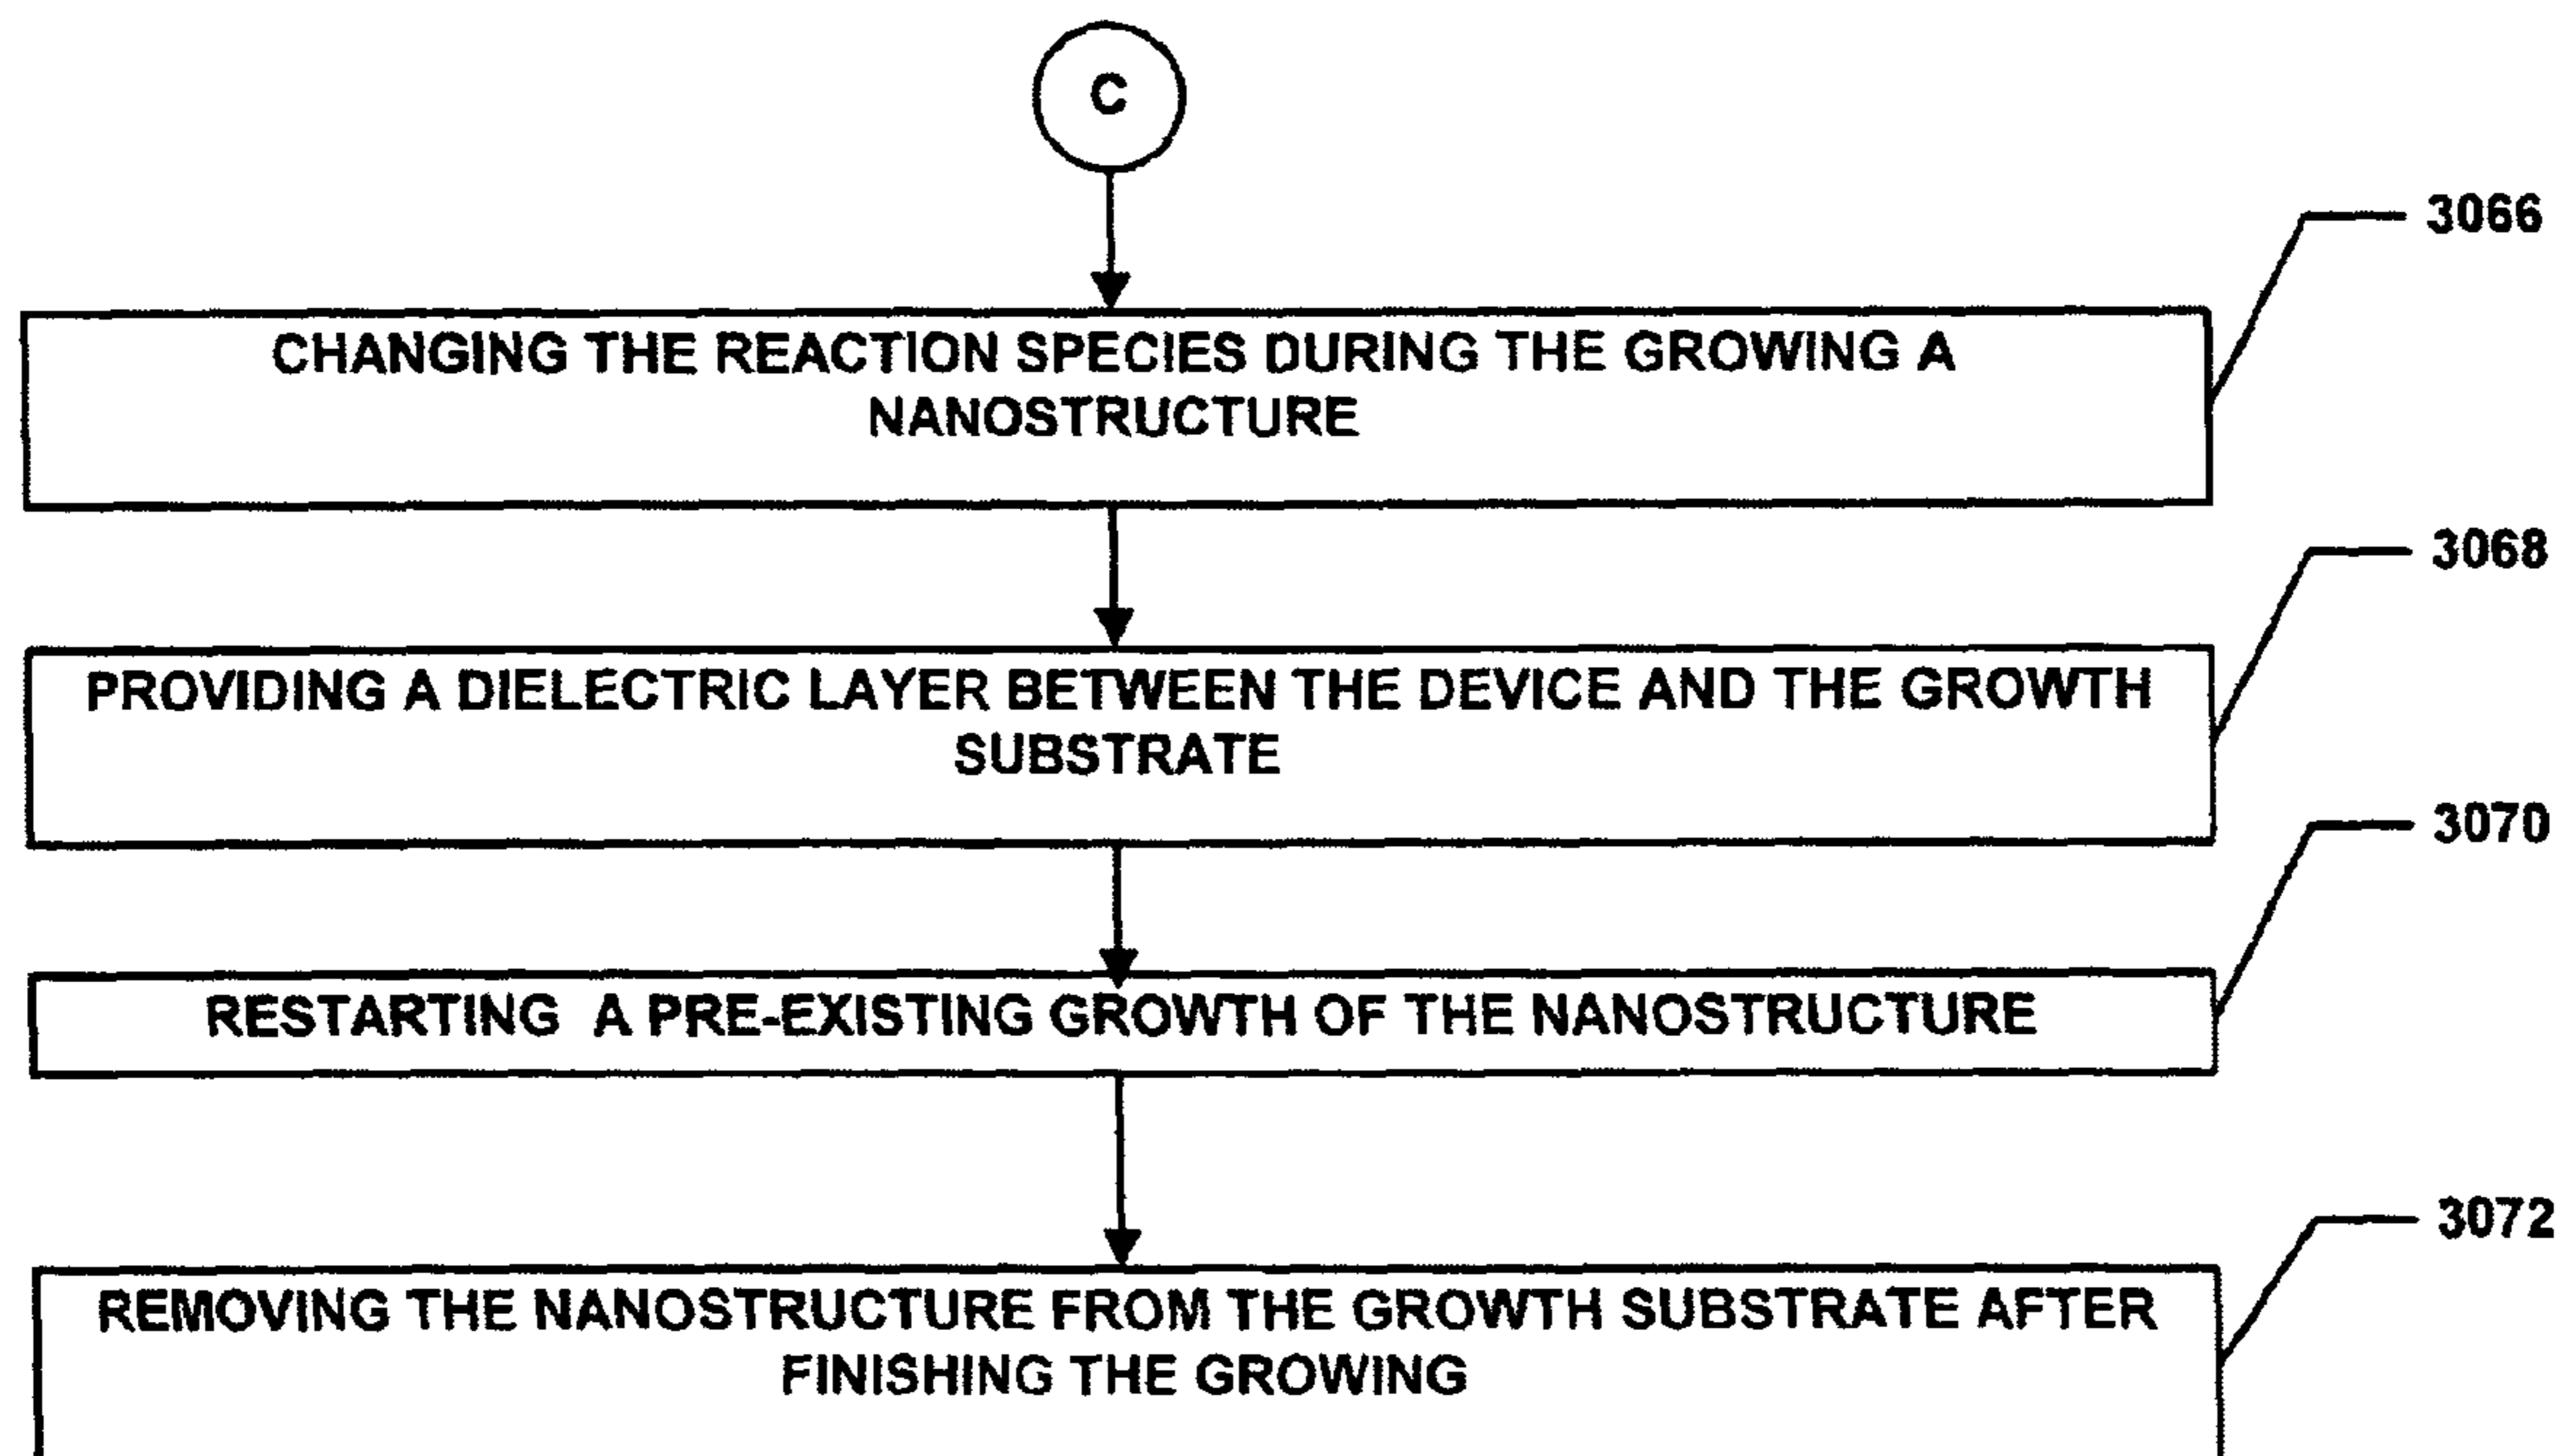 C
3066
CHANGING THE REACTION SPECIES DURING THE GROWING A
NANOSTRUCTURE
3068
PROVIDING A DIELECTRIC LAYER BETWEEN THE DEVICE AND THE GROWTH
SUBSTRATE
3070
RESTARTING A PRE-EXISTING GROWTH OF THE NANOSTRUCTURE
3072
REMOVING THE NANOSTRUCTURE FROM THE GROWTH SUBSTRATE AFTER
FINISHING THE GROWING